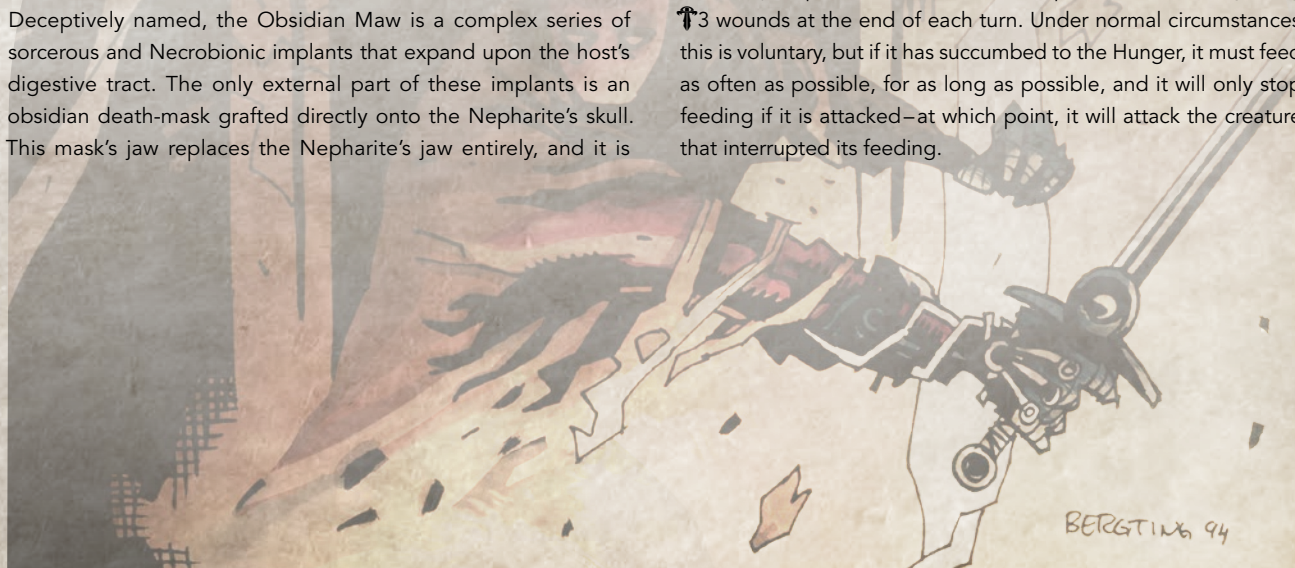 Deceptively named, the Obsidian Maw is a complex series of
sorcerous and Necrobionic implants that expand upon the host's
digestive tract. The only external part of these implants is an
obsidian death-mask grafted directly onto the Nepharite's skull.
This mask's jaw replaces the Nepharite's jaw entirely, and it is
3 wounds at the end of each turn. Under normal circumstances
this is voluntary, but if it has succumbed to the Hunger, it must feed
as often as possible, for as long as possible, and it will only stop
feeding if it is attacked–at which point, it will attack the creature
that interrupted its feeding.
BERGTING 94